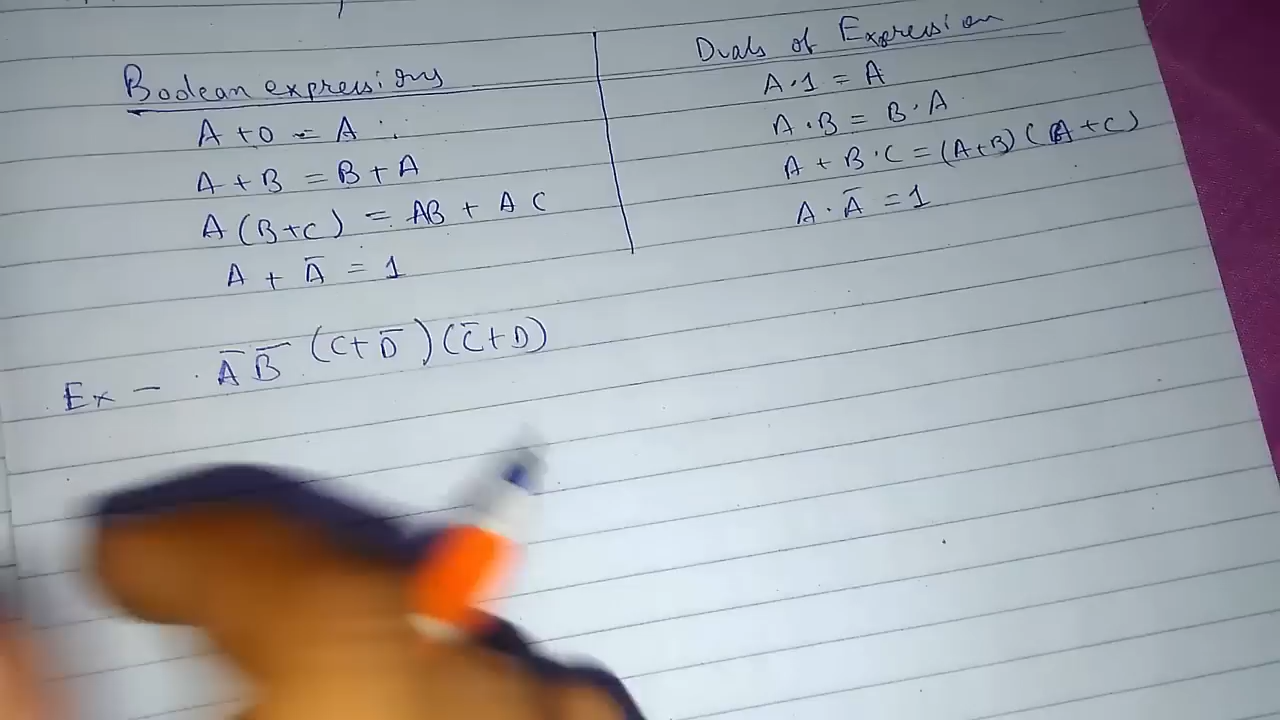 Boolean expressions
A + 0 = A
A + B = B + A
A (B+C) = AB + A C
A + Ā = 1
Duals of Expression
A·1 = A
A·B = B·A
A + B·C = (A+B) (A+C)
A·Ā = 1
Ex - Ā B̄ (C+D̄) (C̄+D)